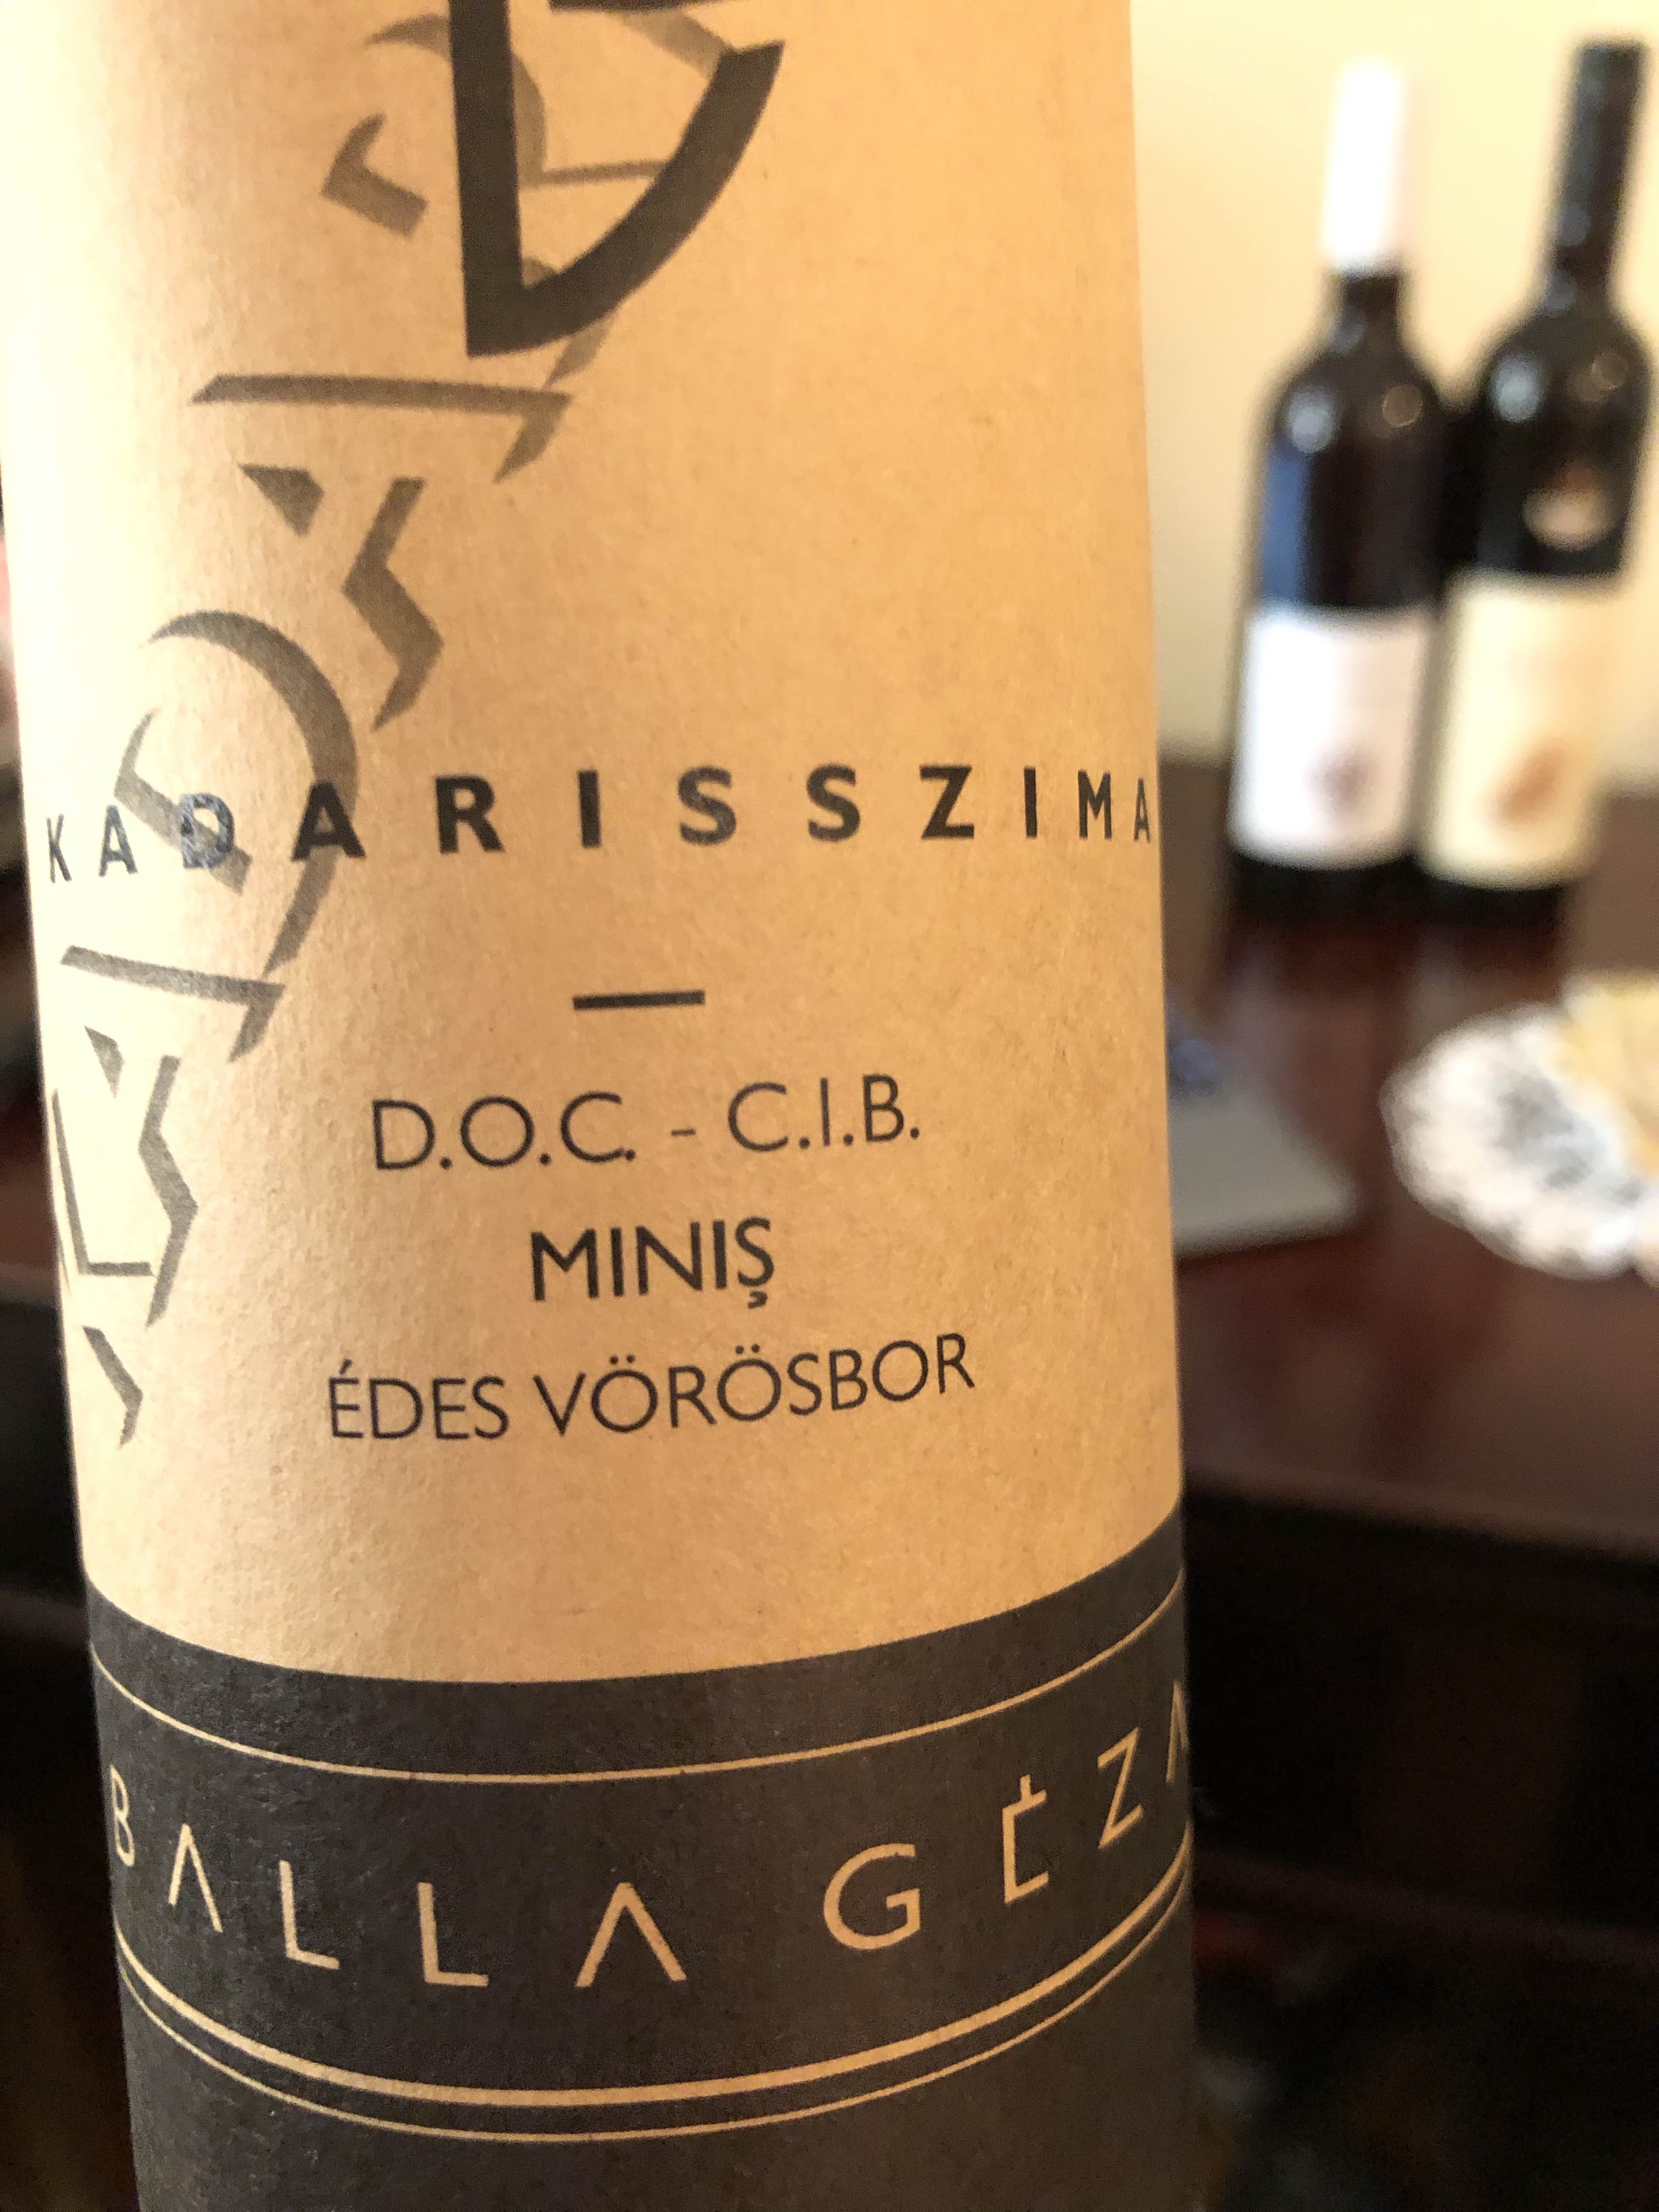 KADARISSZIMA
D.O.C. - C.I.B.
MINIŞ
ÉDES VÖRÖSBOR
BALLA GÉZA